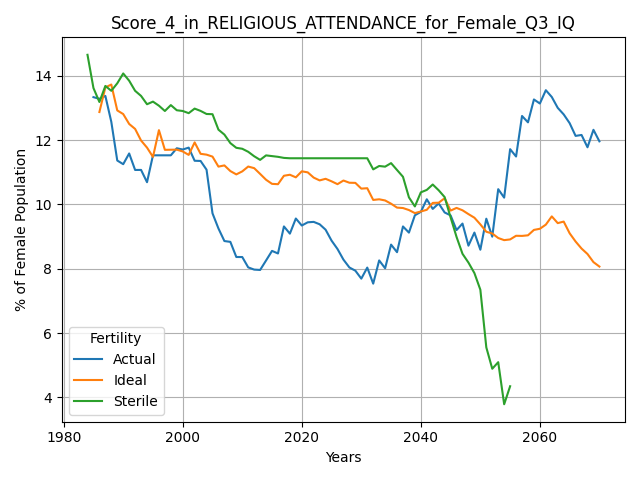 Score_4_in_RELIGIOUS_ATTENDANCE_for_Female_Q3_IQ
% of Female Population
14
12
10
8
6
4
Fertility
Actual
Ideal
Sterile
1980
2000
2020
2040
2060
Years